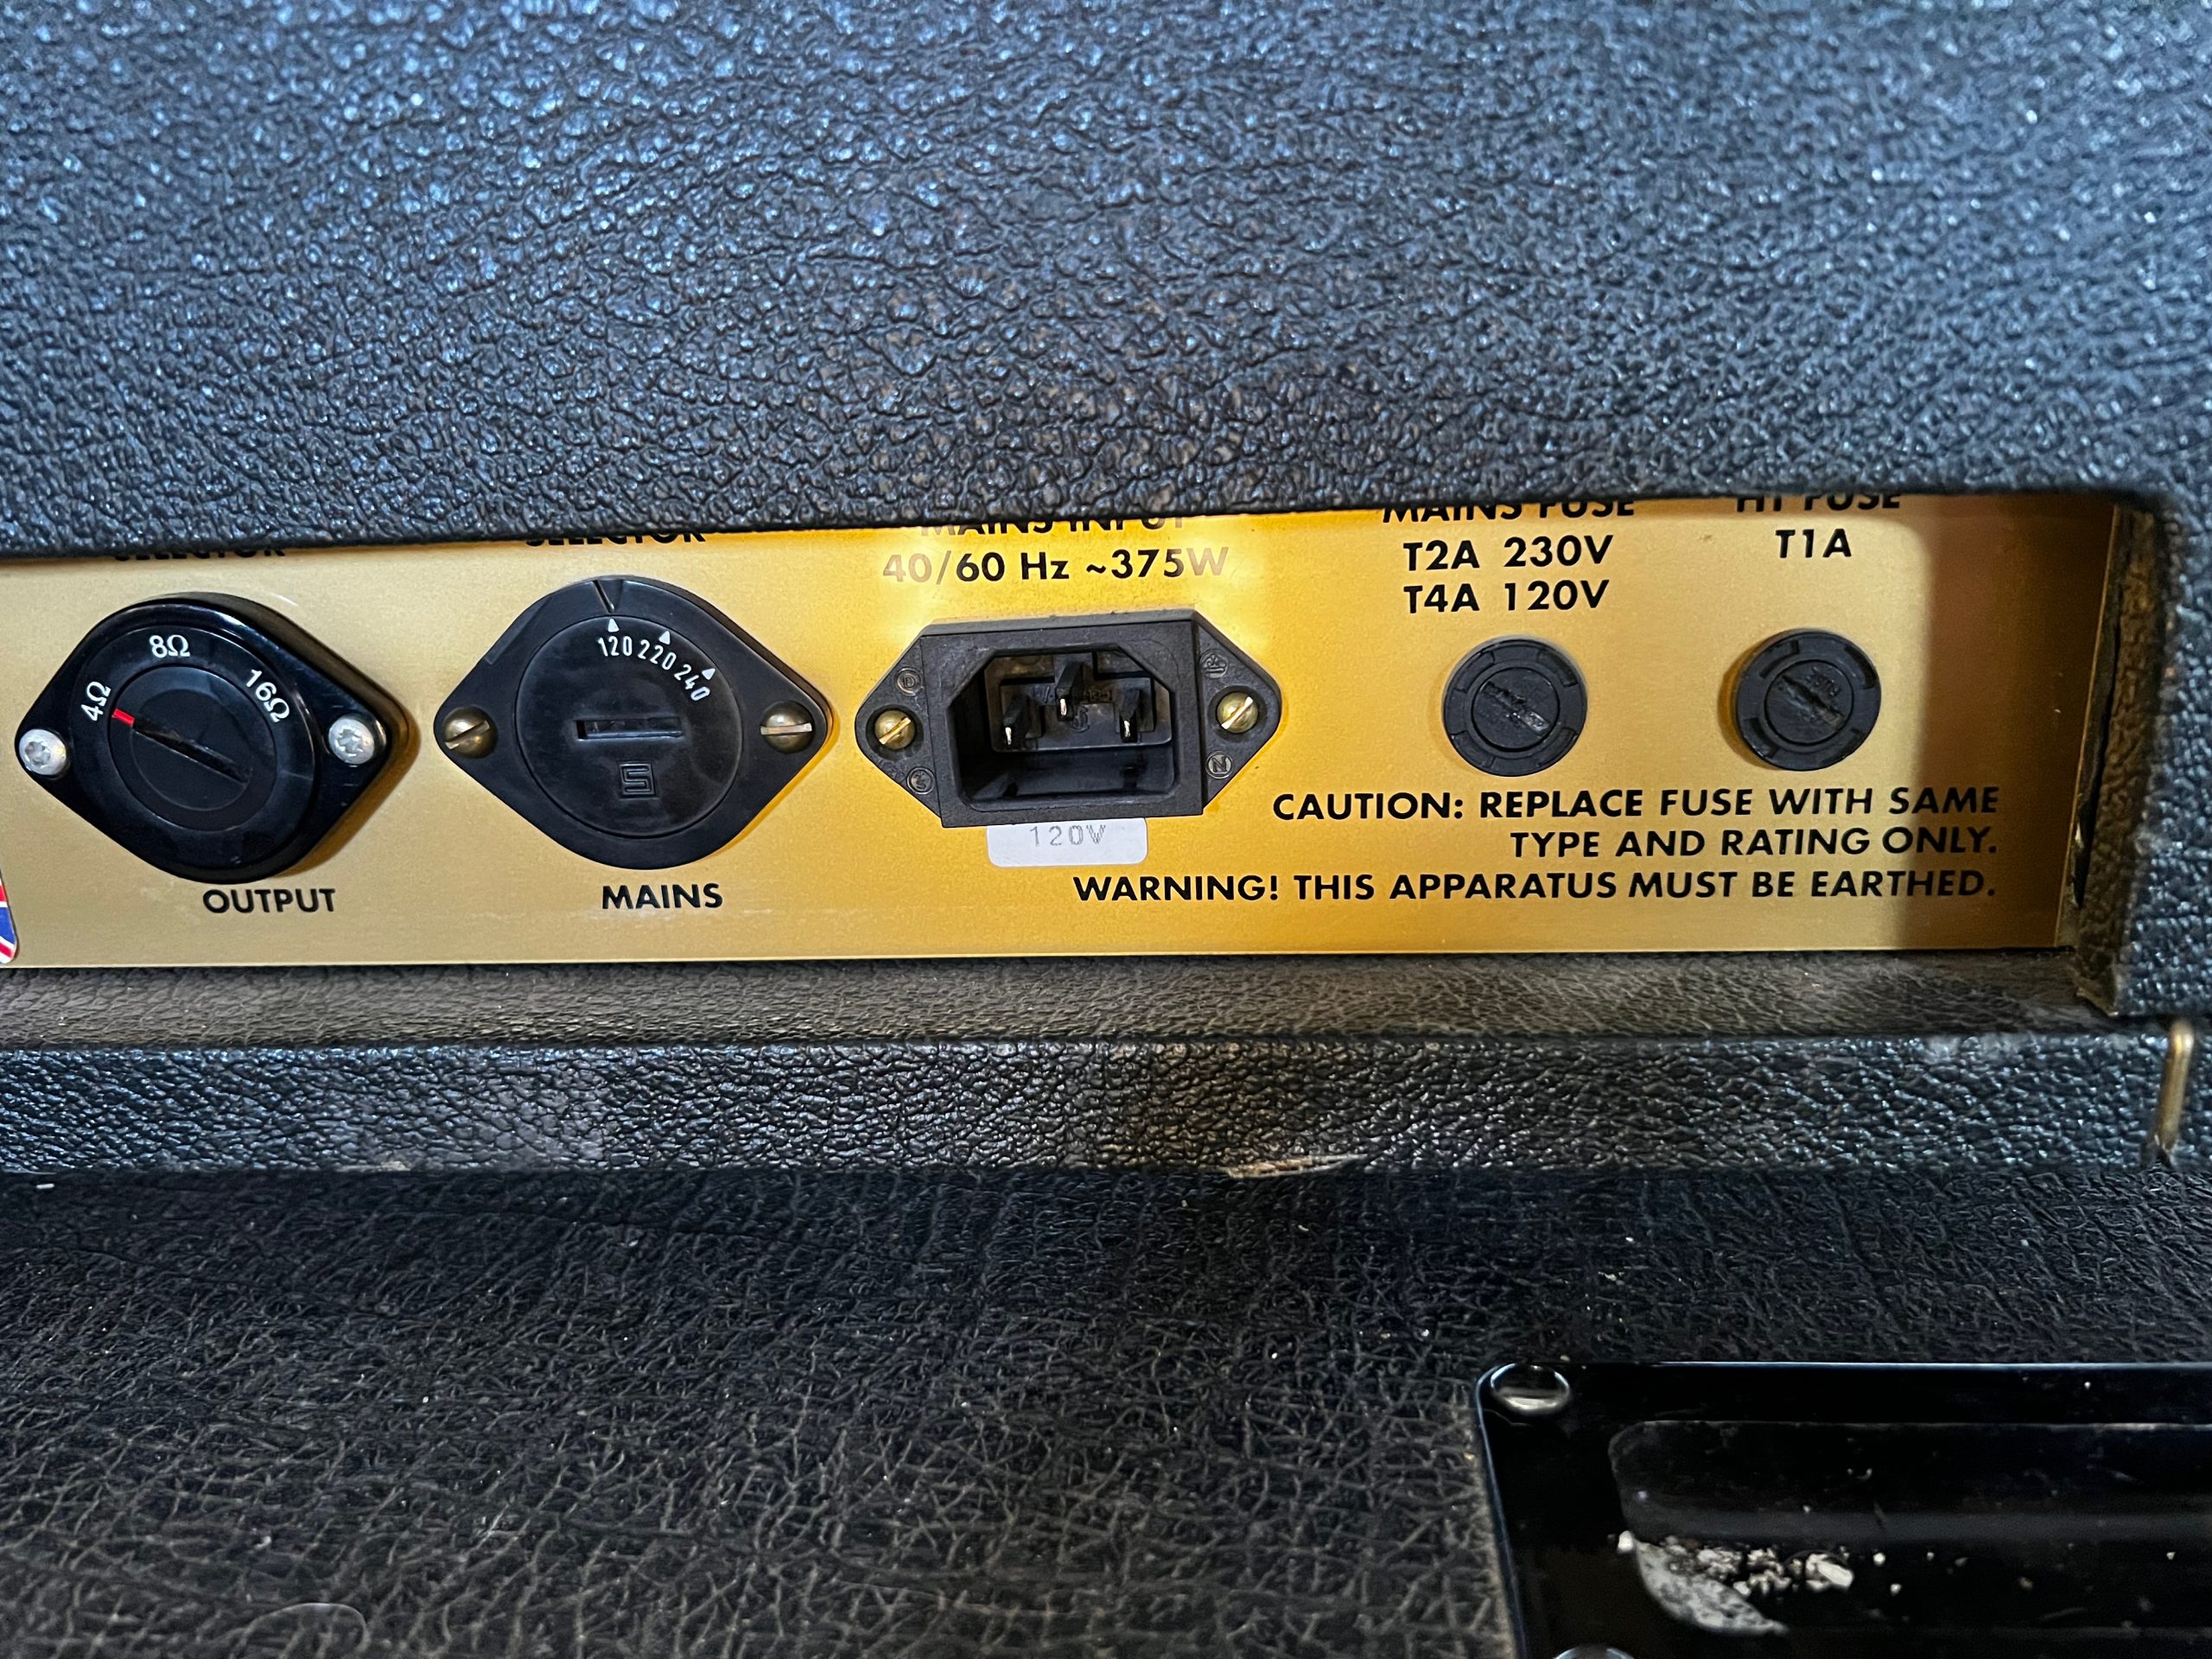 SELECTOR
SELECTOR
MAINS INPUT
40/60 Hz ~375W
MAINS FUSE
T2A 230V
T4A 120V
HT FUSE
T1A
4Ω
8Ω
16Ω
120 220 240
S
N
120V
OUTPUT
MAINS
CAUTION: REPLACE FUSE WITH SAME
TYPE AND RATING ONLY.
WARNING! THIS APPARATUS MUST BE EARTHED.